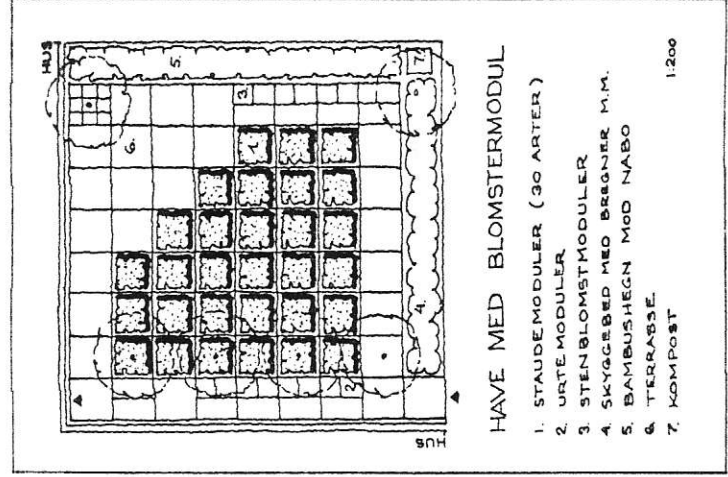 HUS
HUS
1.
2.
3.
4.
5.
6.
7.
HAVE MED BLOMSTERMODUL
1. STAUDEMODULER (30 ARTER)
2 URTEMODULER
3. STENBLOMSTMODULER
4 SKYGGEBED MED BREGNER M.M.
5. BAMBUSHEGN MOD NABO
6 TERRASSE
7. KOMPOST
1:200